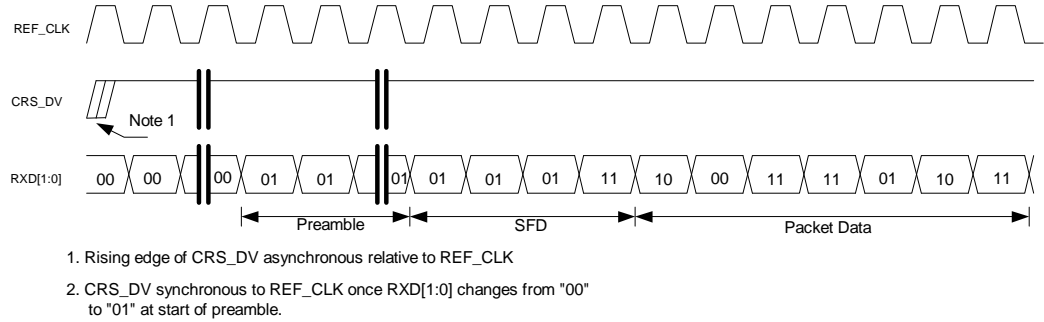 REF_CLK
CRS_DV
Note 1
RXD[1:0] 00 00 00 01 01 01 01 01 01 11 10 00 11 11 01 10 11
Preamble SFD Packet Data
1. Rising edge of CRS_DV asynchronous relative to REF_CLK
2. CRS_DV synchronous to REF_CLK once RXD[1:0] changes from "00"
to "01" at start of preamble.